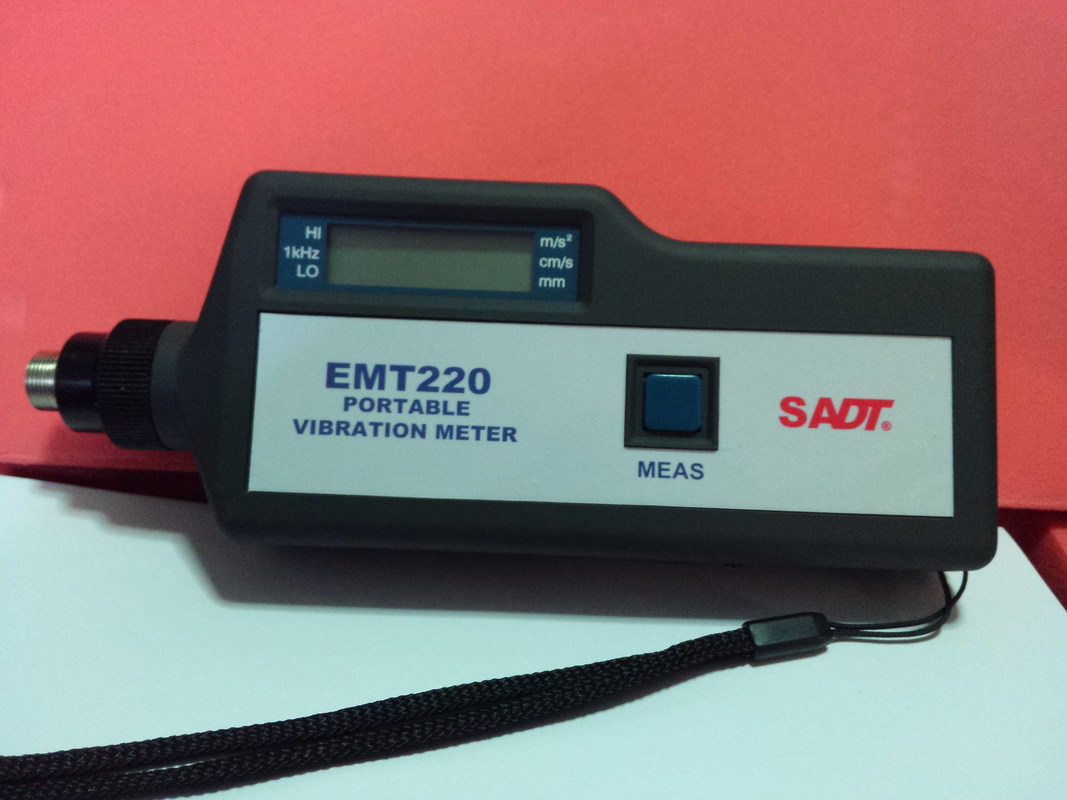 HI
1kHz
LO
m/s²
cm/s
mm
EMT220
PORTABLE
VIBRATION METER
MEAS
SADT®